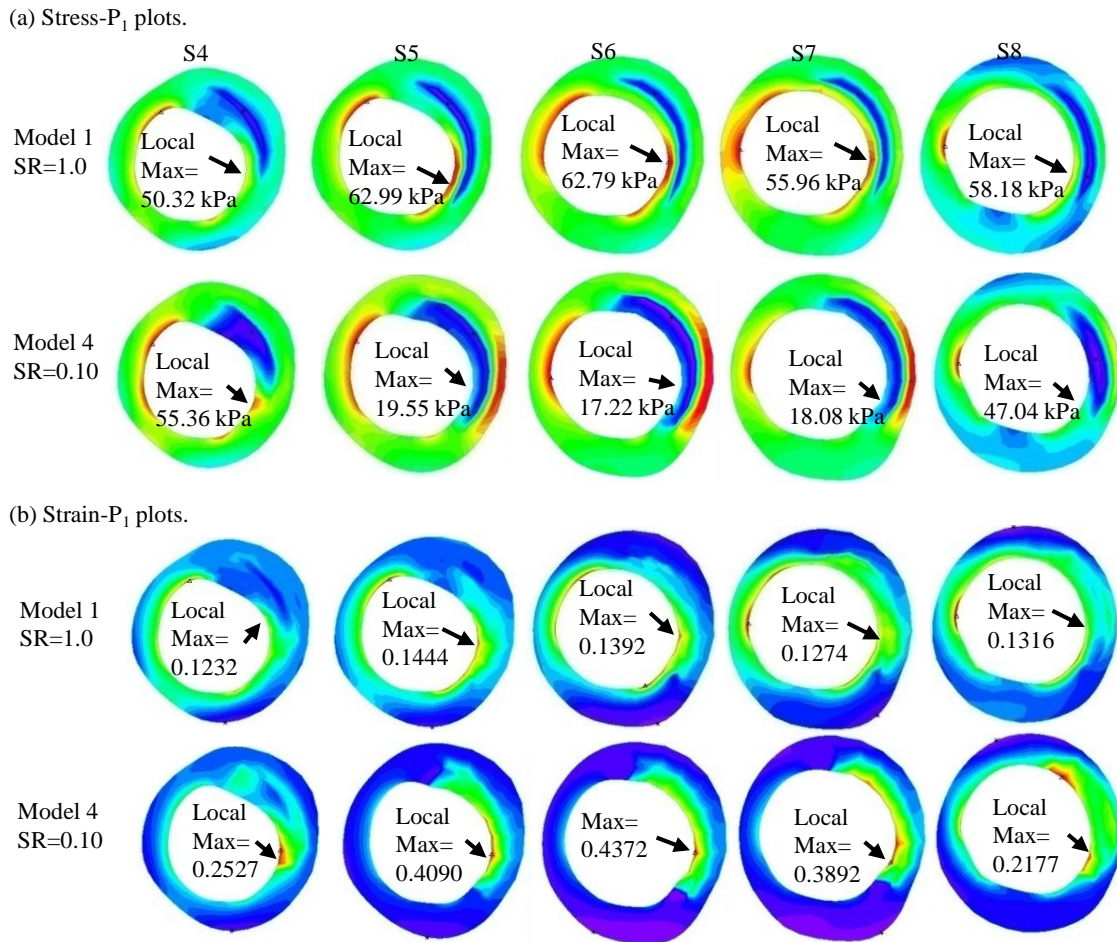 (a) Stress-P₁ plots.
S4 S5 S6 S7 S8
Model 1
SR=1.0
Local
Max=
50.32 kPa
Local
Max=
62.99 kPa
Local
Max=
62.79 kPa
Local
Max=
55.96 kPa
Local
Max=
58.18 kPa
Model 4
SR=0.10
Local
Max=
55.36 kPa
Local
Max=
19.55 kPa
Local
Max=
17.22 kPa
Local
Max=
18.08 kPa
Local
Max=
47.04 kPa
(b) Strain-P₁ plots.
Model 1
SR=1.0
Local
Max=
0.1232
Local
Max=
0.1444
Local
Max=
0.1392
Local
Max=
0.1274
Local
Max=
0.1316
Model 4
SR=0.10
Local
Max=
0.2527
Local
Max=
0.4090
Max=
0.4372
Local
Max=
0.3892
Local
Max=
0.2177